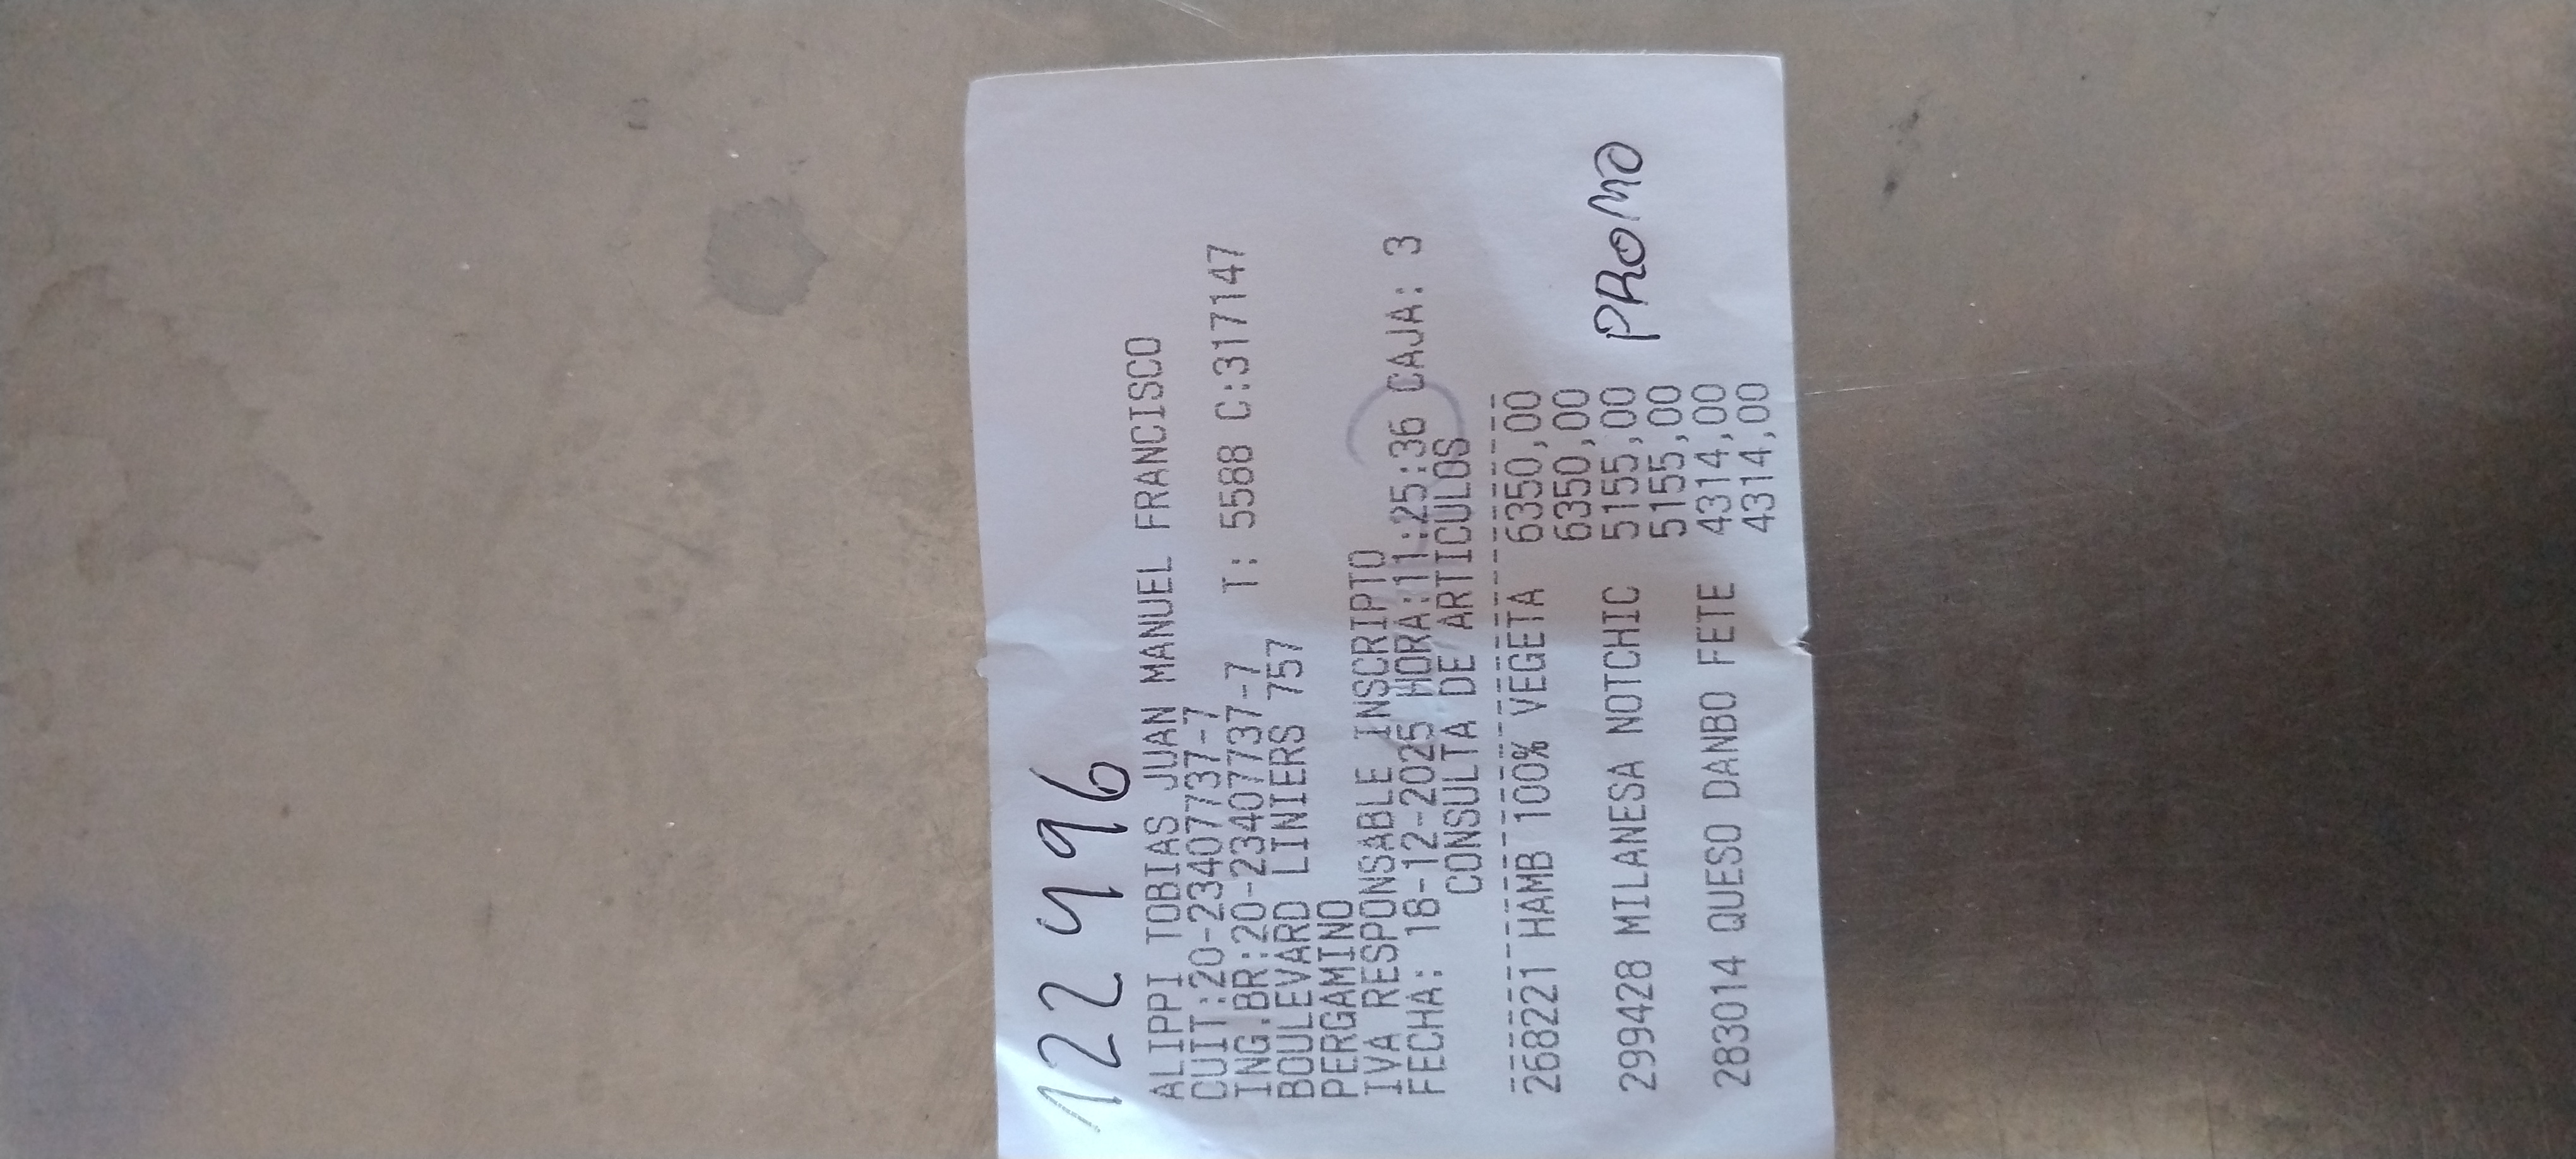 122496
ALIPPI TOBIAS JUAN MANUEL FRANCISCO
CUIT:20-23407737-7
ING.BR:20-23407737-7 T: 5588 C:317147
BOULEVARD LINIERS 757
PERGAMINO
IVA RESPONSABLE INSCRIPTO
FECHA: 18-12-2025 HORA:11:25:36 CAJA: 3
CONSULTA DE ARTICULOS
268221 HAMB 100% VEGETA 6350,00
6350,00
299428 MILANESA NOTCHIC 5155,00 PROMO
5155,00
283014 QUESO DANBO FETE 4314,00
4314,00